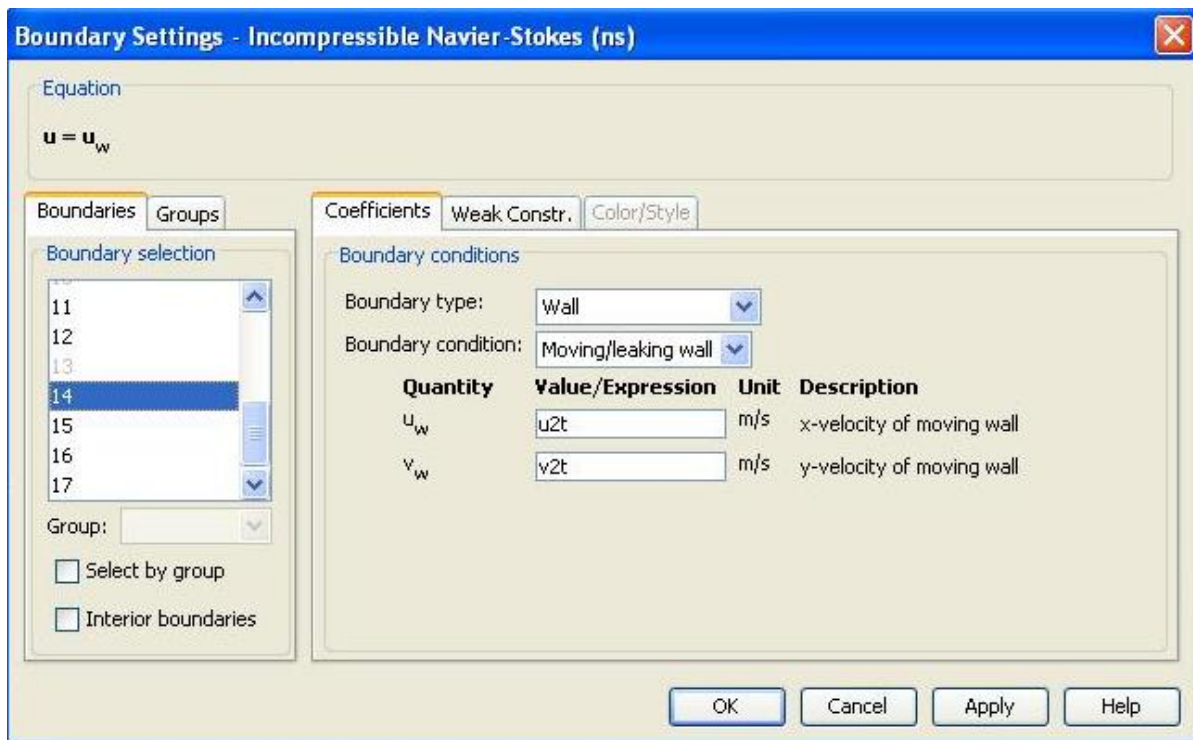 Boundary Settings - Incompressible Navier-Stokes (ns)
Equation
u = u_w
Boundaries Groups
Boundary selection
11
12
13
14
15
16
17
Group:
Select by group
Interior boundaries
Coefficients Weak Constr. Color/Style
Boundary conditions
Boundary type: Wall
Boundary condition: Moving/leaking wall
Quantity Value/Expression Unit Description
u_w u2t m/s x-velocity of moving wall
v_w v2t m/s y-velocity of moving wall
OK Cancel Apply Help